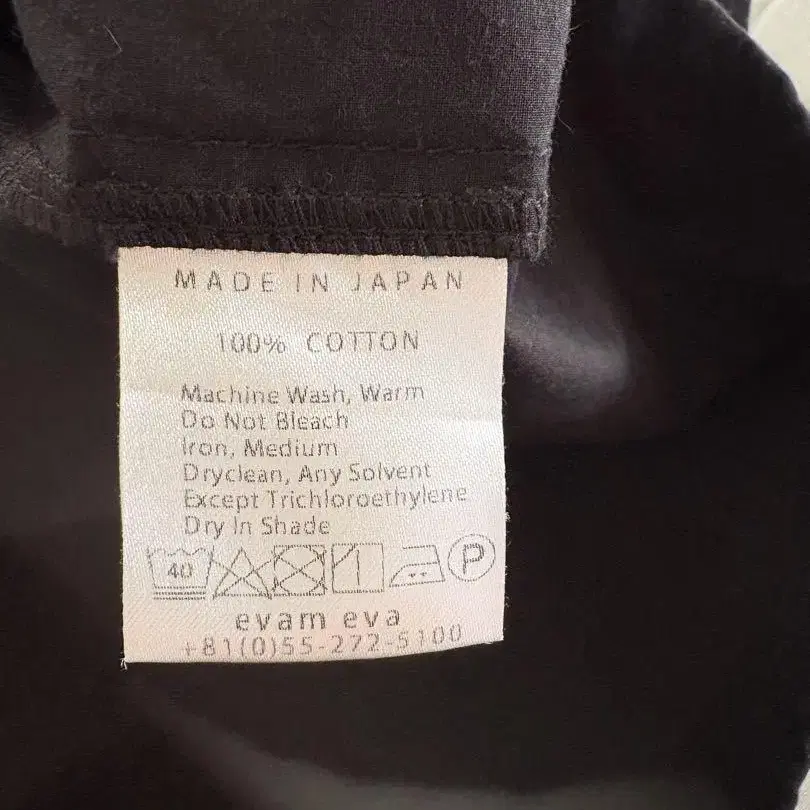 MADE IN JAPAN
100% COTTON
Machine Wash, Warm
Do Not Bleach
Iron, Medium
Dryclean, Any Solvent
Except Trichloroethylene
Dry In Shade
40 P
evam eva
+81(0)55-272-5100